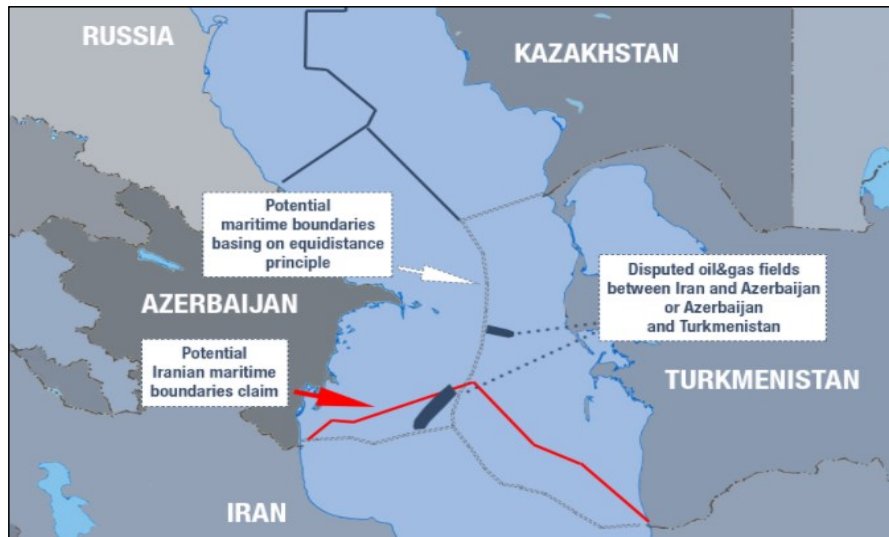 RUSSIA
KAZAKHSTAN
Potential
maritime boundaries
basing on equidistance
principle
Disputed oil&gas fields
between Iran and Azerbaijan
or Azerbaijan
and Turkmenistan
AZERBAIJAN
Potential
Iranian maritime
boundaries claim
TURKMENISTAN
IRAN